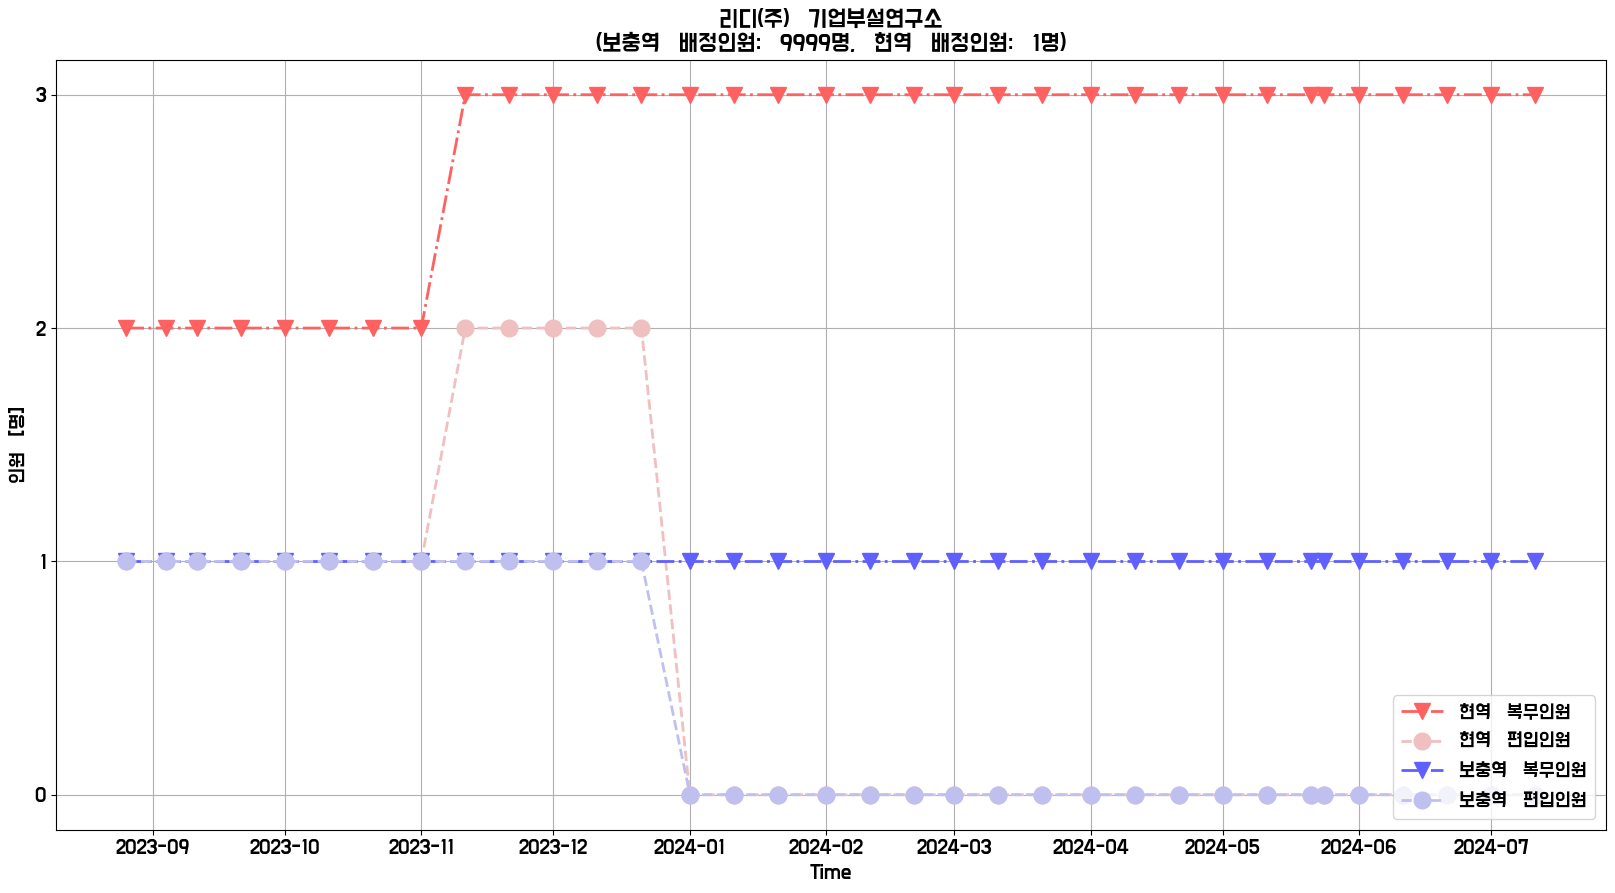 리디(주) 기업부설연구소
(보충역 배정인원: 9999명, 현역 배정인원: 1명)
3
2
1
0
인원 [명]
2023-09 2023-10 2023-11 2023-12 2024-01 2024-02 2024-03 2024-04 2024-05 2024-06 2024-07
Time
현역 복무인원
현역 편입인원
보충역 복무인원
보충역 편입인원